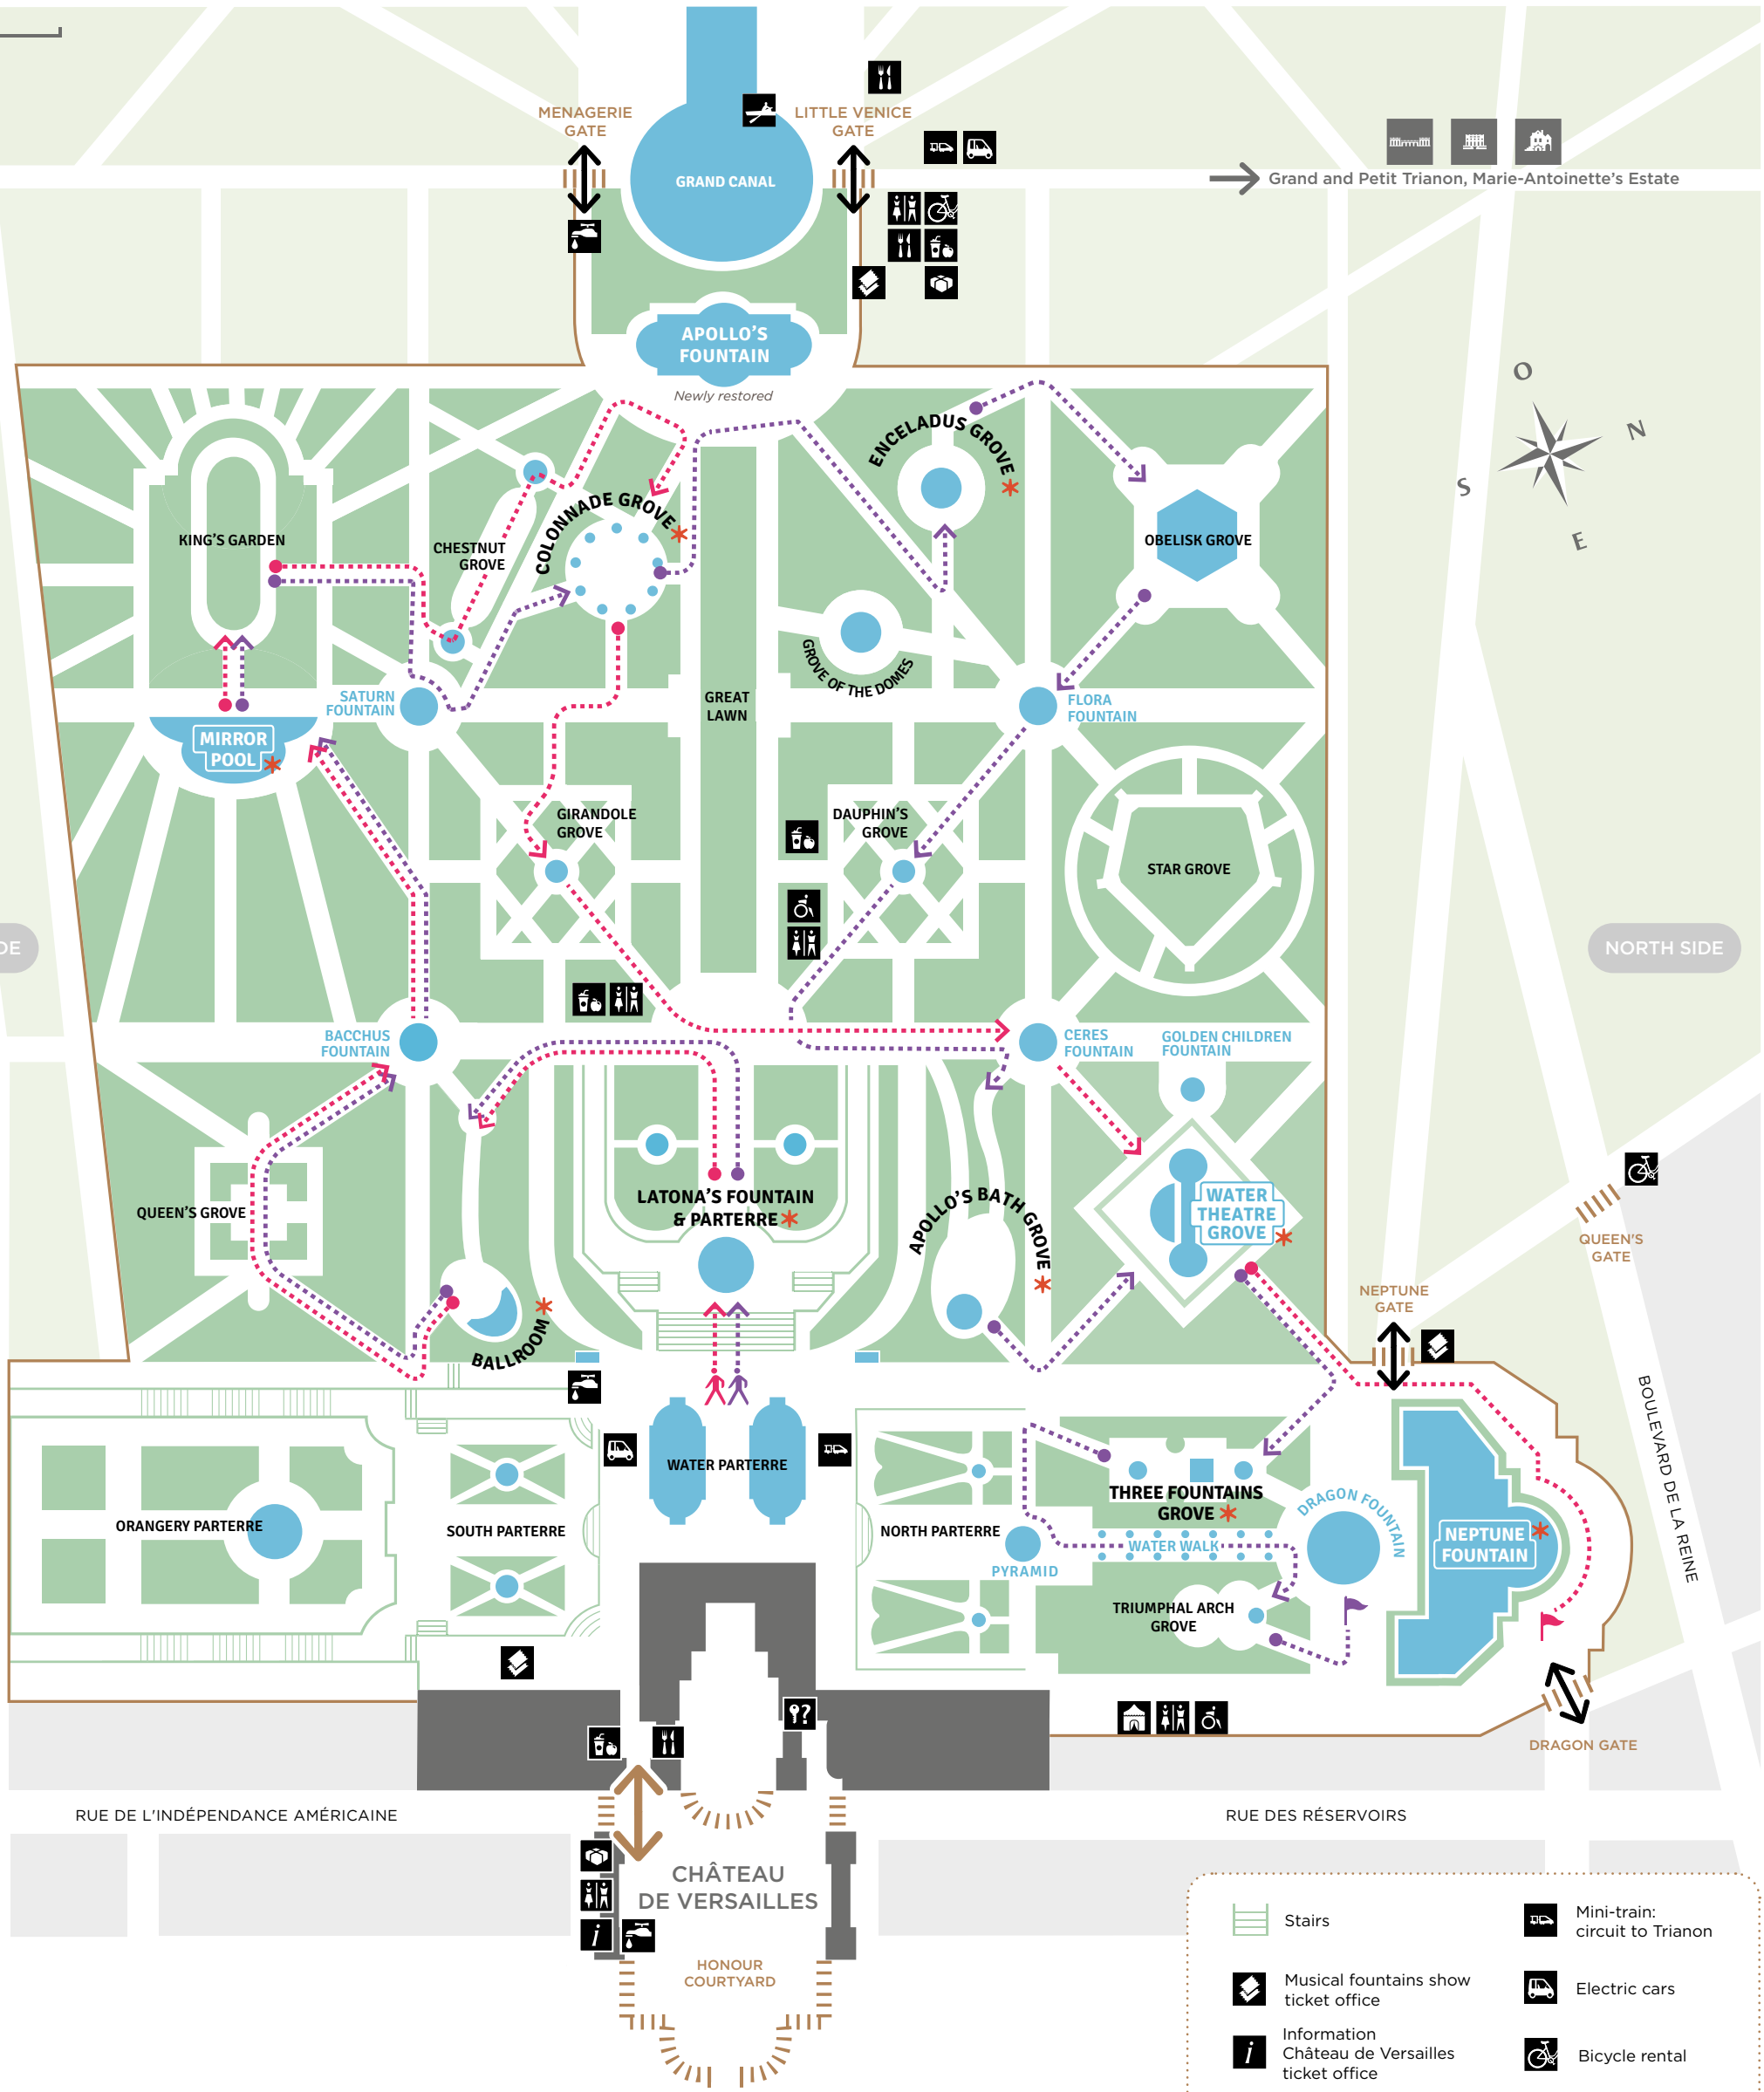 MENAGERIE
GATE
LITTLE VENICE
GATE
GRAND CANAL
Grand and Petit Trianon, Marie-Antoinette's Estate
APOLLO'S
FOUNTAIN
Newly restored
O
N
S
E
ENCELADUS GROVE
COLONNADE GROVE
KING'S GARDEN
CHESTNUT
GROVE
OBELISK GROVE
GROVE OF THE DOMES
SATURN
FOUNTAIN
GREAT
LAWN
FLORA
FOUNTAIN
MIRROR
POOL
GIRANDOLE
GROVE
DAUPHIN'S
GROVE
STAR GROVE
DE
NORTH SIDE
BACCHUS
FOUNTAIN
CERES
FOUNTAIN
GOLDEN CHILDREN
FOUNTAIN
QUEEN'S GROVE
LATONA'S FOUNTAIN
& PARTERRE
APOLLO'S BATH GROVE
WATER
THEATRE
GROVE
QUEEN'S
GATE
NEPTUNE
GATE
BALLROOM
BOULEVARD DE LA REINE
WATER PARTERRE
ORANGERY PARTERRE
SOUTH PARTERRE
NORTH PARTERRE
THREE FOUNTAINS
GROVE
DRAGON FOUNTAIN
NEPTUNE
FOUNTAIN
WATER WALK
PYRAMID
TRIUMPHAL ARCH
GROVE
?
DRAGON GATE
RUE DE L'INDÉPENDANCE AMÉRICAINE
RUE DES RÉSERVOIRS
CHÂTEAU
DE VERSAILLES
i
HONOUR
COURTYARD
Stairs
Mini-train:
circuit to Trianon
Musical fountains show
ticket office
Electric cars
i
Information
Château de Versailles
ticket office
Bicycle rental